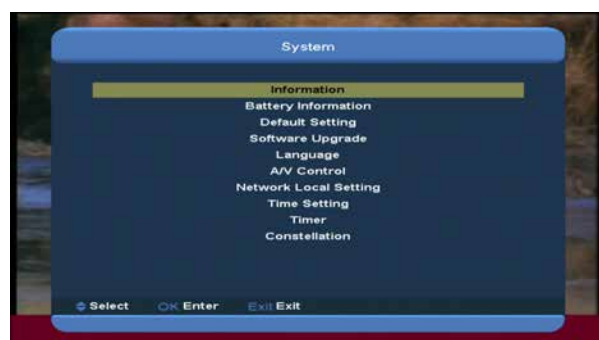 System
Information
Battery Information
Default Setting
Software Upgrade
Language
A/V Control
Network Local Setting
Time Setting
Timer
Constellation
Select OK Enter Exit Exit